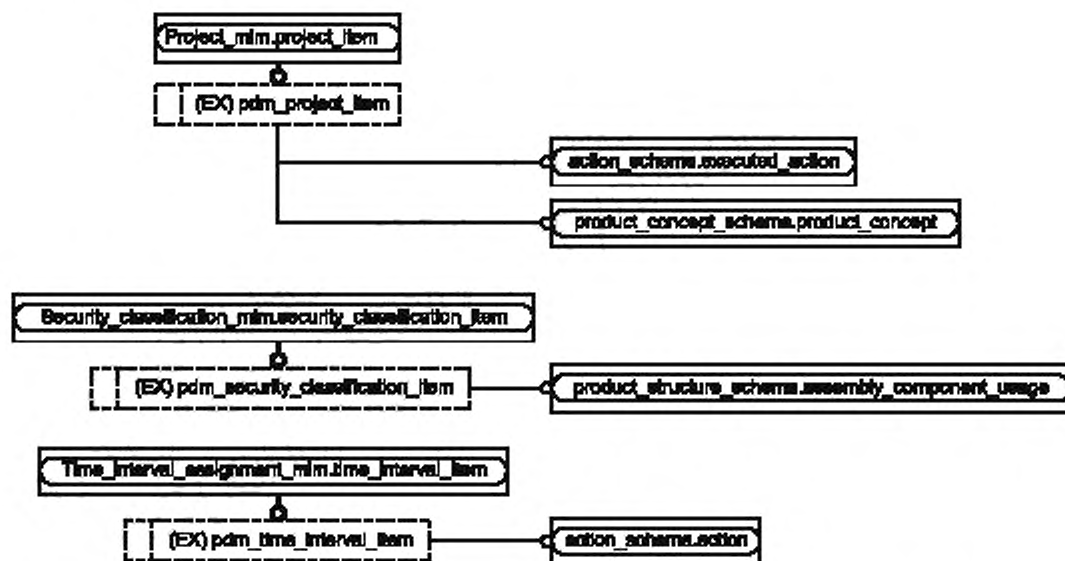 Project_mim.project_item
(EX) pdm_project_item
action_schema.executed_action
product_concept_schema.product_concept
Security_classification_mim.security_classification_item
(EX) pdm_security_classification_item
product_structure_schema.assembly_component_usage
Time_interval_assignment_mim.time_interval_item
(EX) pdm_time_interval_item
action_schema.action